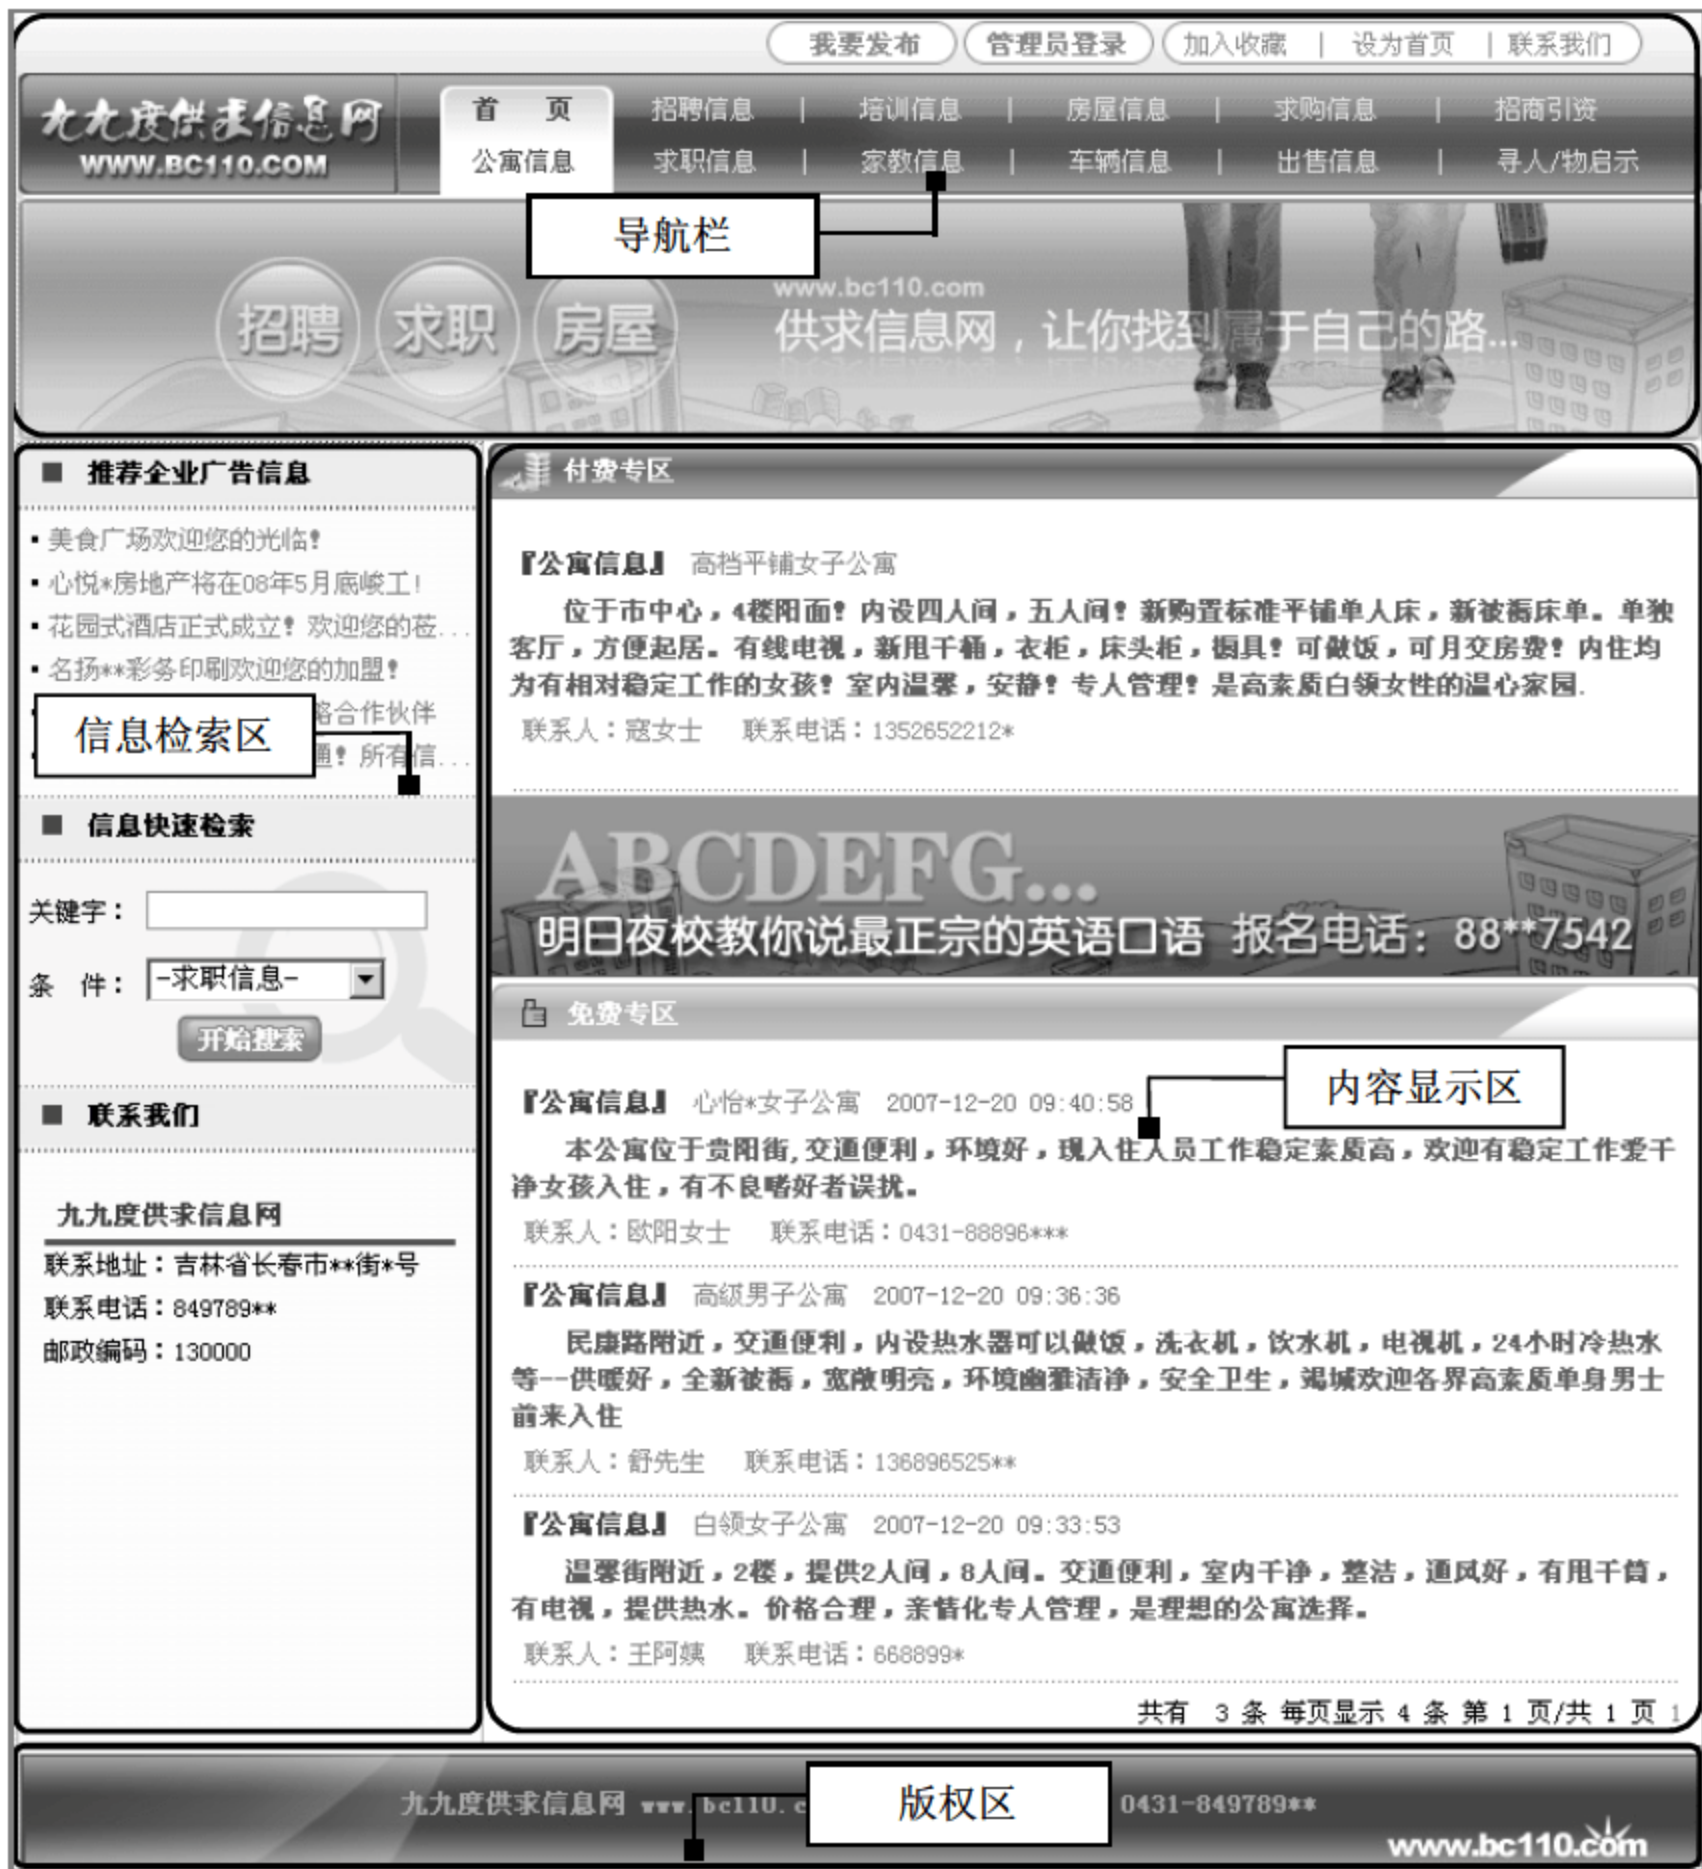 我要发布 管理员登录 加入收藏 | 设为首页 | 联系我们
九九度供求信息网
WWW.BC110.COM
首 页 招聘信息 | 培训信息 | 房屋信息 | 求购信息 | 招商引资
公寓信息 求职信息 | 家教信息 | 车辆信息 | 出售信息 | 寻人/物启示
导航栏
招聘 求职 房屋
www.bc110.com
供求信息网，让你找到属于自己的路...
推荐企业广告信息
美食广场欢迎您的光临！
心悦*房地产将在08年5月底峻工！
花园式酒店正式成立！欢迎您的莅...
名扬**彩务印刷欢迎您的加盟！
略合作伙伴
通！所有信...
信息检索区
信息快速检索
关键字：
条 件： -求职信息-
开始搜索
联系我们
九九度供求信息网
联系地址：吉林省长春市**街*号
联系电话：849789**
邮政编码：130000
付费专区
『公寓信息』 高档平铺女子公寓
位于市中心，4楼阳面！内设四人间，五人间！新购置标准平铺单人床，新被褥床单。单独
客厅，方便起居。有线电视，新甩干桶，衣柜，床头柜，橱具！可做饭，可月交房费！内住均
为有相对稳定工作的女孩！室内温馨，安静！专人管理！是高素质白领女性的温心家园.
联系人：寇女士 联系电话：1352652212*
ABCDEFG...
明日夜校教你说最正宗的英语口语 报名电话：88**7542
免费专区
『公寓信息』 心怡*女子公寓 2007-12-20 09:40:58
内容显示区
本公寓位于贵阳街,交通便利，环境好，现入住人员工作稳定素质高，欢迎有稳定工作爱干
净女孩入住，有不良嗜好者误扰。
联系人：欧阳女士 联系电话：0431-88896***
『公寓信息』 高级男子公寓 2007-12-20 09:36:36
民康路附近，交通便利，内设热水器可以做饭，洗衣机，饮水机，电视机，24小时冷热水
等--供暖好，全新被褥，宽敞明亮，环境幽雅洁净，安全卫生，竭城欢迎各界高素质单身男士
前来入住
联系人：舒先生 联系电话：136896525**
『公寓信息』 白领女子公寓 2007-12-20 09:33:53
温馨街附近，2楼，提供2人间，8人间。交通便利，室内干净，整洁，通风好，有甩干筒，
有电视，提供热水。价格合理，亲情化专人管理，是理想的公寓选择。
联系人：王阿姨 联系电话：668899*
共有 3 条 每页显示 4 条 第 1 页/共 1 页 1
九九度供求信息网 www.bc110.c 0431-849789**
版权区
www.bc110.com